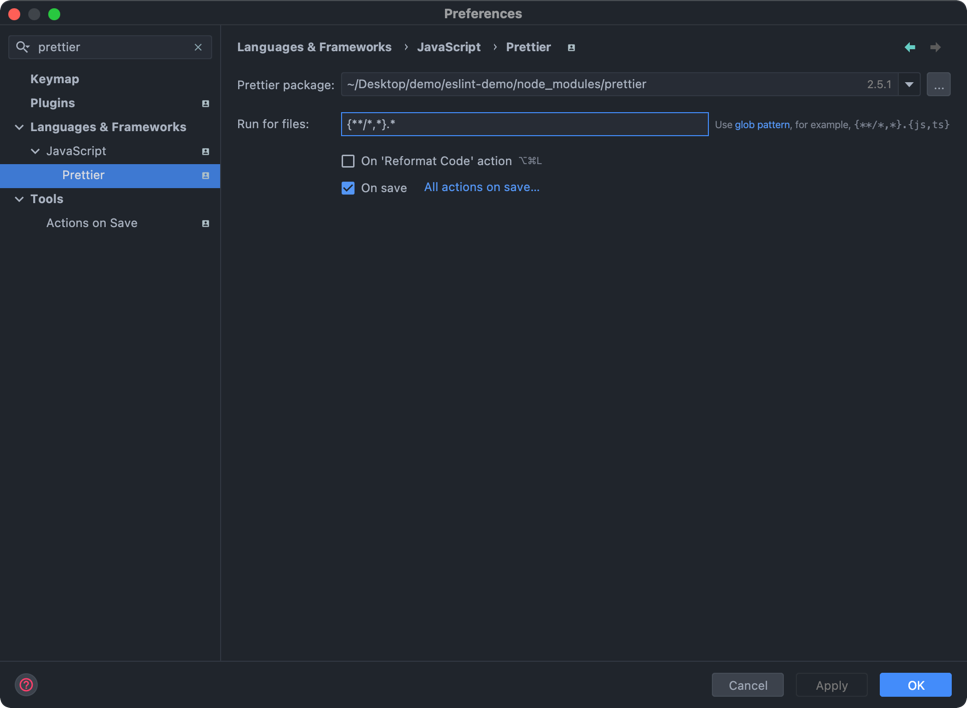 Preferences
prettier
Keymap
Plugins
Languages & Frameworks
JavaScript
Prettier
Tools
Actions on Save
Languages & Frameworks › JavaScript › Prettier
Prettier package: ~/Desktop/demo/eslint-demo/node_modules/prettier 2.5.1 ...
Run for files: {**/*,*}.* Use glob pattern, for example, {**/*,*}.{js,ts}
On 'Reformat Code' action ⌥⌘L
On save All actions on save...
? Cancel Apply OK